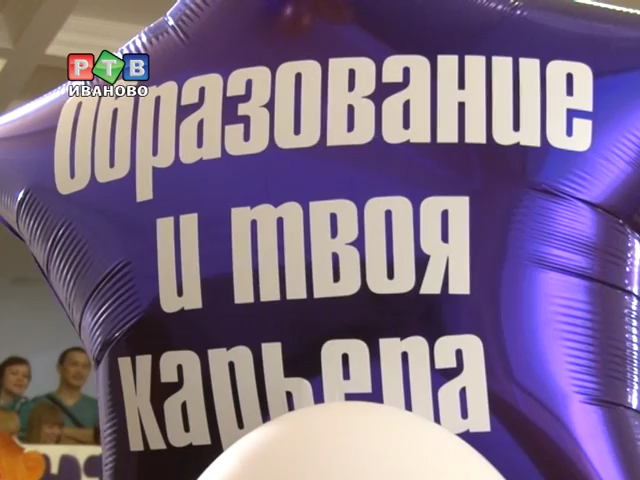 РТВ
ИВАНОВО
Образование
и твоя
карьера